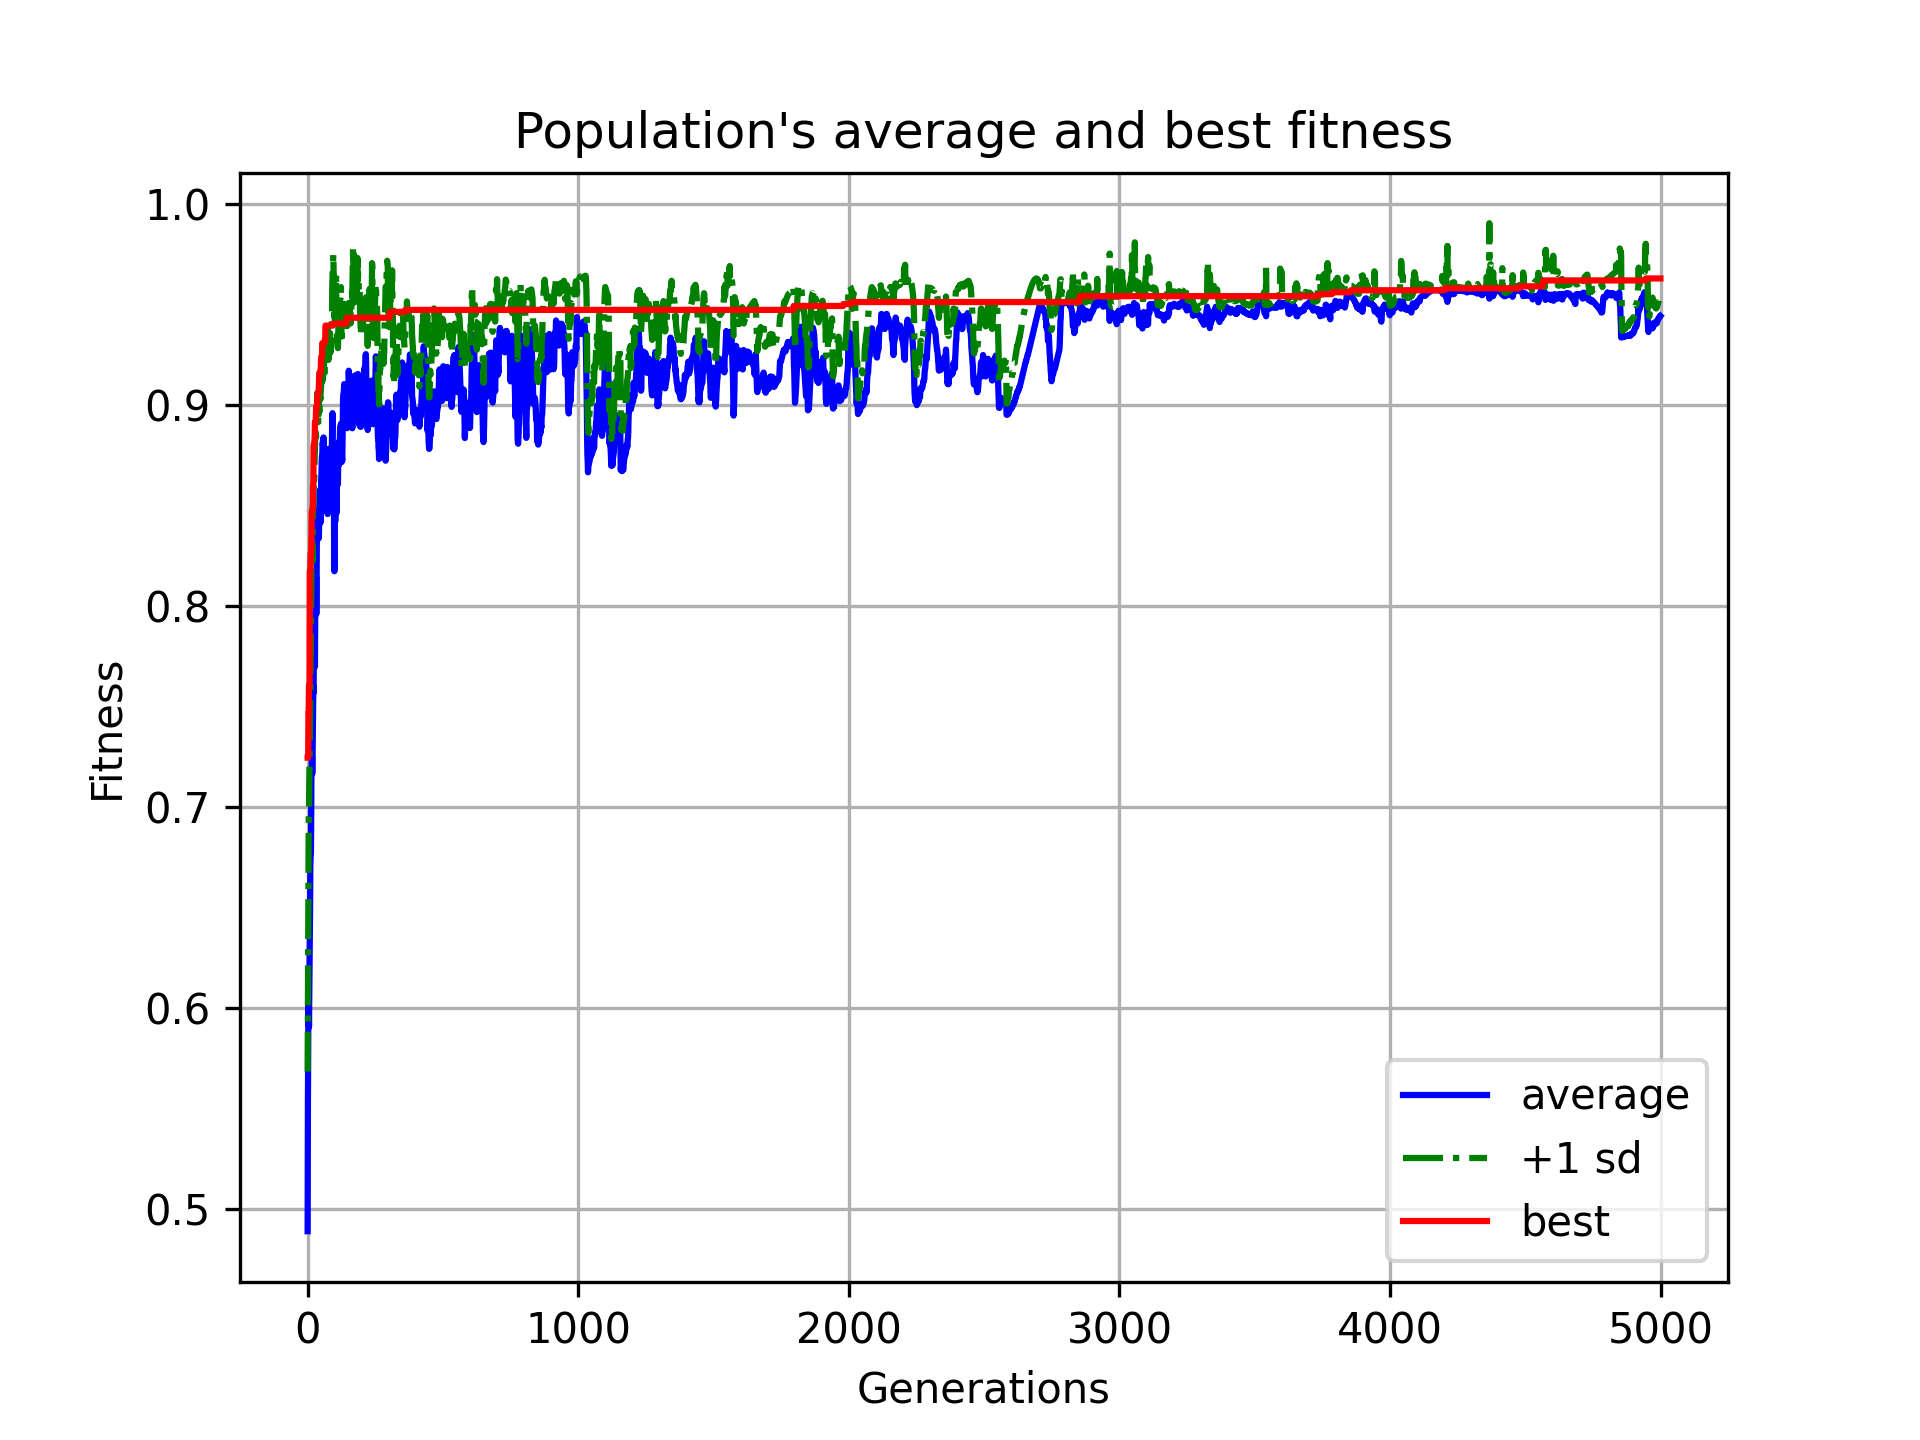 Population's average and best fitness
1.0
0.9
0.8
0.7
0.6
0.5
Fitness
0 1000 2000 3000 4000 5000
Generations
average
+1 sd
best